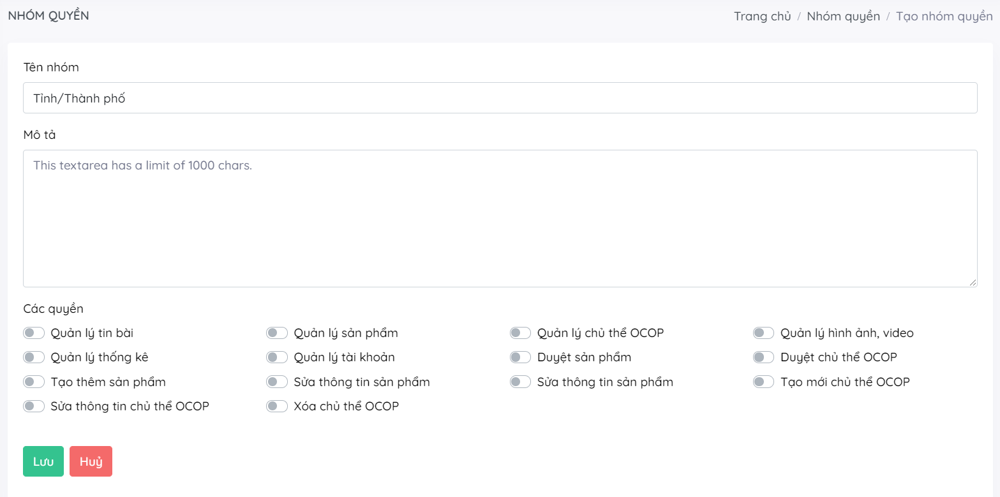 NHÓM QUYỀN
Trang chủ / Nhóm quyền / Tạo nhóm quyền
Tên nhóm
Tỉnh/Thành phố
Mô tả
This textarea has a limit of 1000 chars.
Các quyền
Quản lý tin bài Quản lý sản phẩm Quản lý chủ thể OCOP Quản lý hình ảnh, video
Quản lý thống kê Quản lý tài khoản Duyệt sản phẩm Duyệt chủ thể OCOP
Tạo thêm sản phẩm Sửa thông tin sản phẩm Sửa thông tin sản phẩm Tạo mới chủ thể OCOP
Sửa thông tin chủ thể OCOP Xóa chủ thể OCOP
Lưu Huỷ